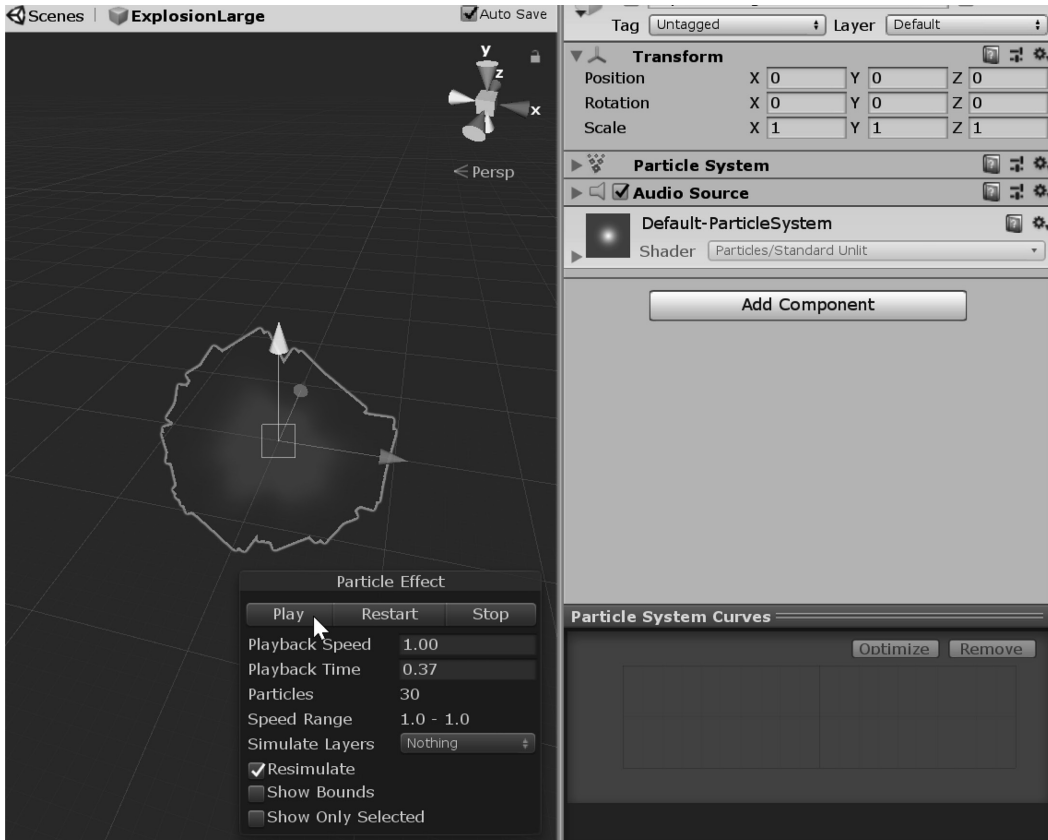 Scenes | ExplosionLarge
Auto Save
y
z
x
Persp
Particle Effect
Play Restart Stop
Playback Speed 1.00
Playback Time 0.37
Particles 30
Speed Range 1.0 - 1.0
Simulate Layers Nothing
Resimulate
Show Bounds
Show Only Selected
Tag Untagged Layer Default
Transform
Position X 0 Y 0 Z 0
Rotation X 0 Y 0 Z 0
Scale X 1 Y 1 Z 1
Particle System
Audio Source
Default-ParticleSystem
Shader Particles/Standard Unlit
Add Component
Particle System Curves
Optimize Remove